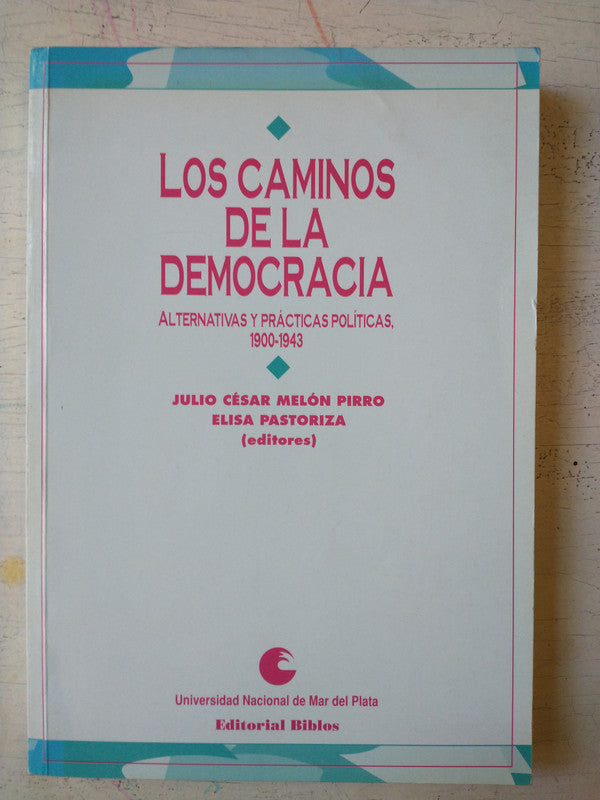 LOS CAMINOS
DE LA
DEMOCRACIA
ALTERNATIVAS Y PRÁCTICAS POLÍTICAS,
1900-1943
JULIO CÉSAR MELÓN PIRRO
ELISA PASTORIZA
(editores)
Universidad Nacional de Mar del Plata
Editorial Biblos